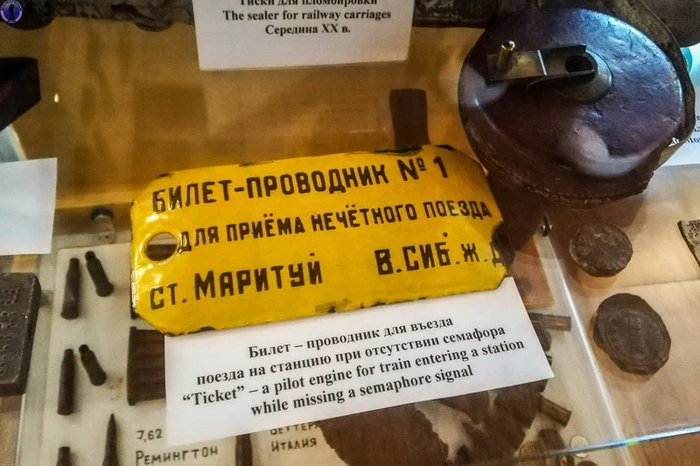 Тиски для пломбировки
The sealer for railway carriages
Середина XX в.
БИЛЕТ-ПРОВОДНИК № 1
ДЛЯ ПРИЁМА НЕЧЁТНОГО ПОЕЗДА
СТ. МАРИТУЙ В.СИБ.Ж.Д
Билет – проводник для въезда
поезда на станцию при отсутствии семафора
“Ticket” – a pilot engine for train entering a station
while missing a semaphore signal
7,62
РЕМИНГТОН
ИТАЛИЯ